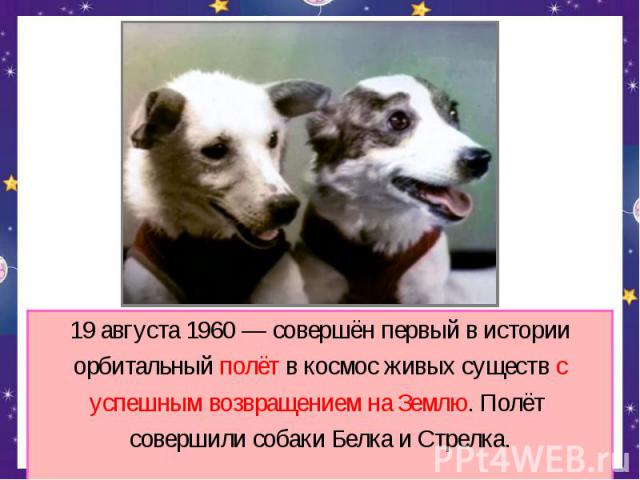 19 августа 1960 — совершён первый в истории
орбитальный полёт в космос живых существ с
успешным возвращением на Землю. Полёт
совершили собаки Белка и Стрелка.
PPt4WEB.ru